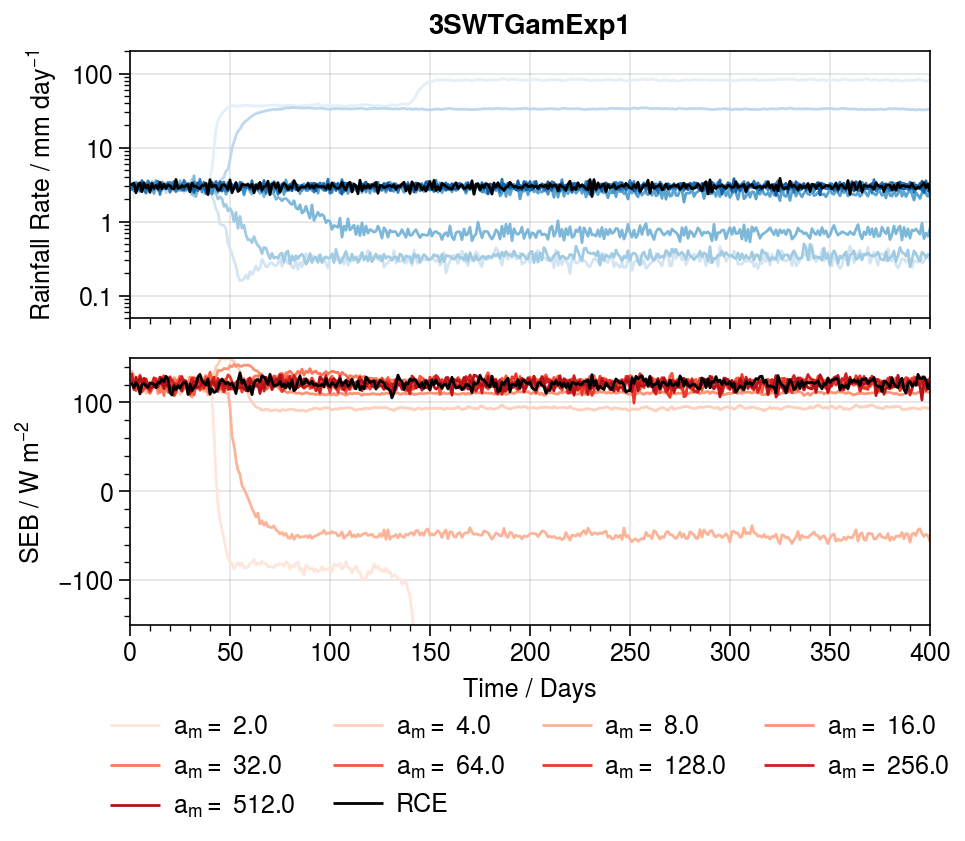 3SWTGamExp1
Rainfall Rate / mm day⁻¹
100
10
1
0.1
SEB / W m⁻²
100
0
−100
0 50 100 150 200 250 300 350 400
Time / Days
aₘ = 2.0 aₘ = 4.0 aₘ = 8.0 aₘ = 16.0
aₘ = 32.0 aₘ = 64.0 aₘ = 128.0 aₘ = 256.0
aₘ = 512.0 RCE